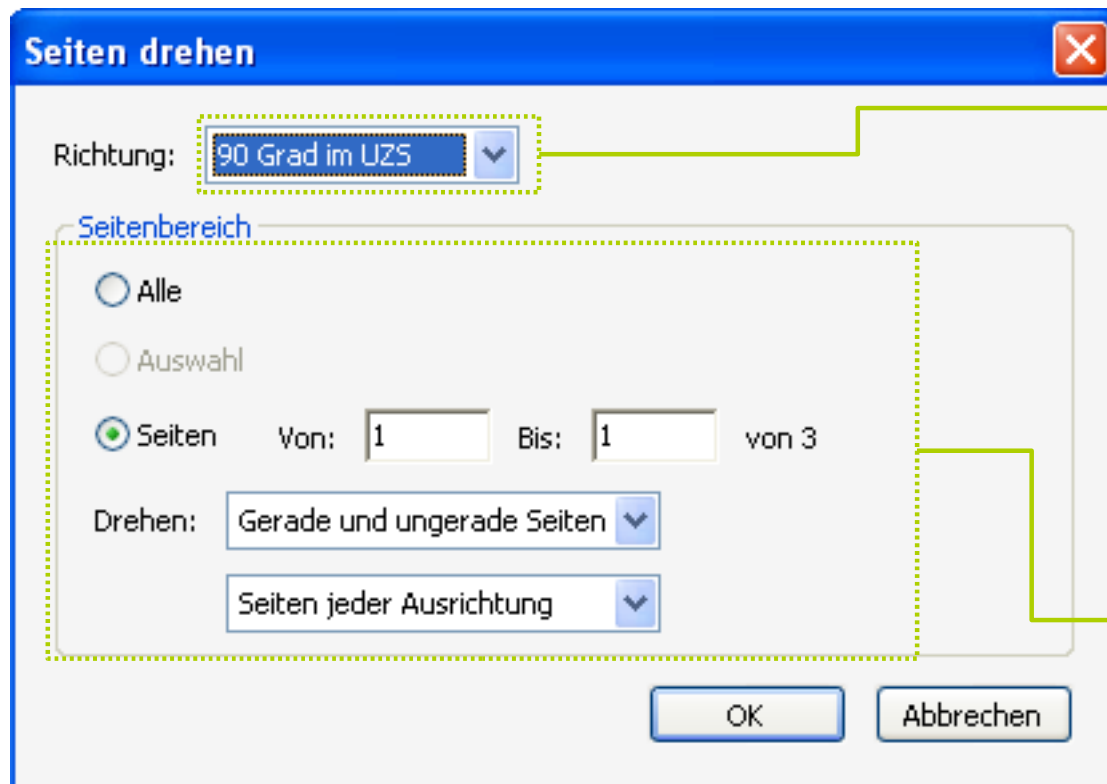 Seiten drehen
Richtung: 90 Grad im UZS
Seitenbereich
Alle
Auswahl
Seiten Von: 1 Bis: 1 von 3
Drehen: Gerade und ungerade Seiten
Seiten jeder Ausrichtung
OK Abbrechen